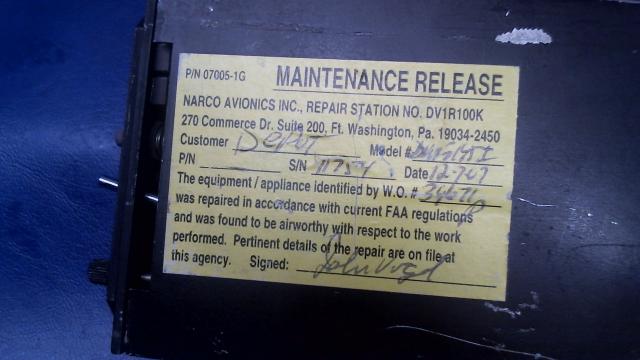 P/N 07005-1G MAINTENANCE RELEASE
NARCO AVIONICS INC., REPAIR STATION NO. DV1R100K
270 Commerce Dr. Suite 200, Ft. Washington, Pa. 19034-2450
Customer Depot Model #
P/N S/N 11754 Date
The equipment / appliance identified by W.O. #
was repaired in accordance with current FAA regulations
and was found to be airworthy with respect to the work
performed. Pertinent details of the repair are on file at
this agency. Signed: John